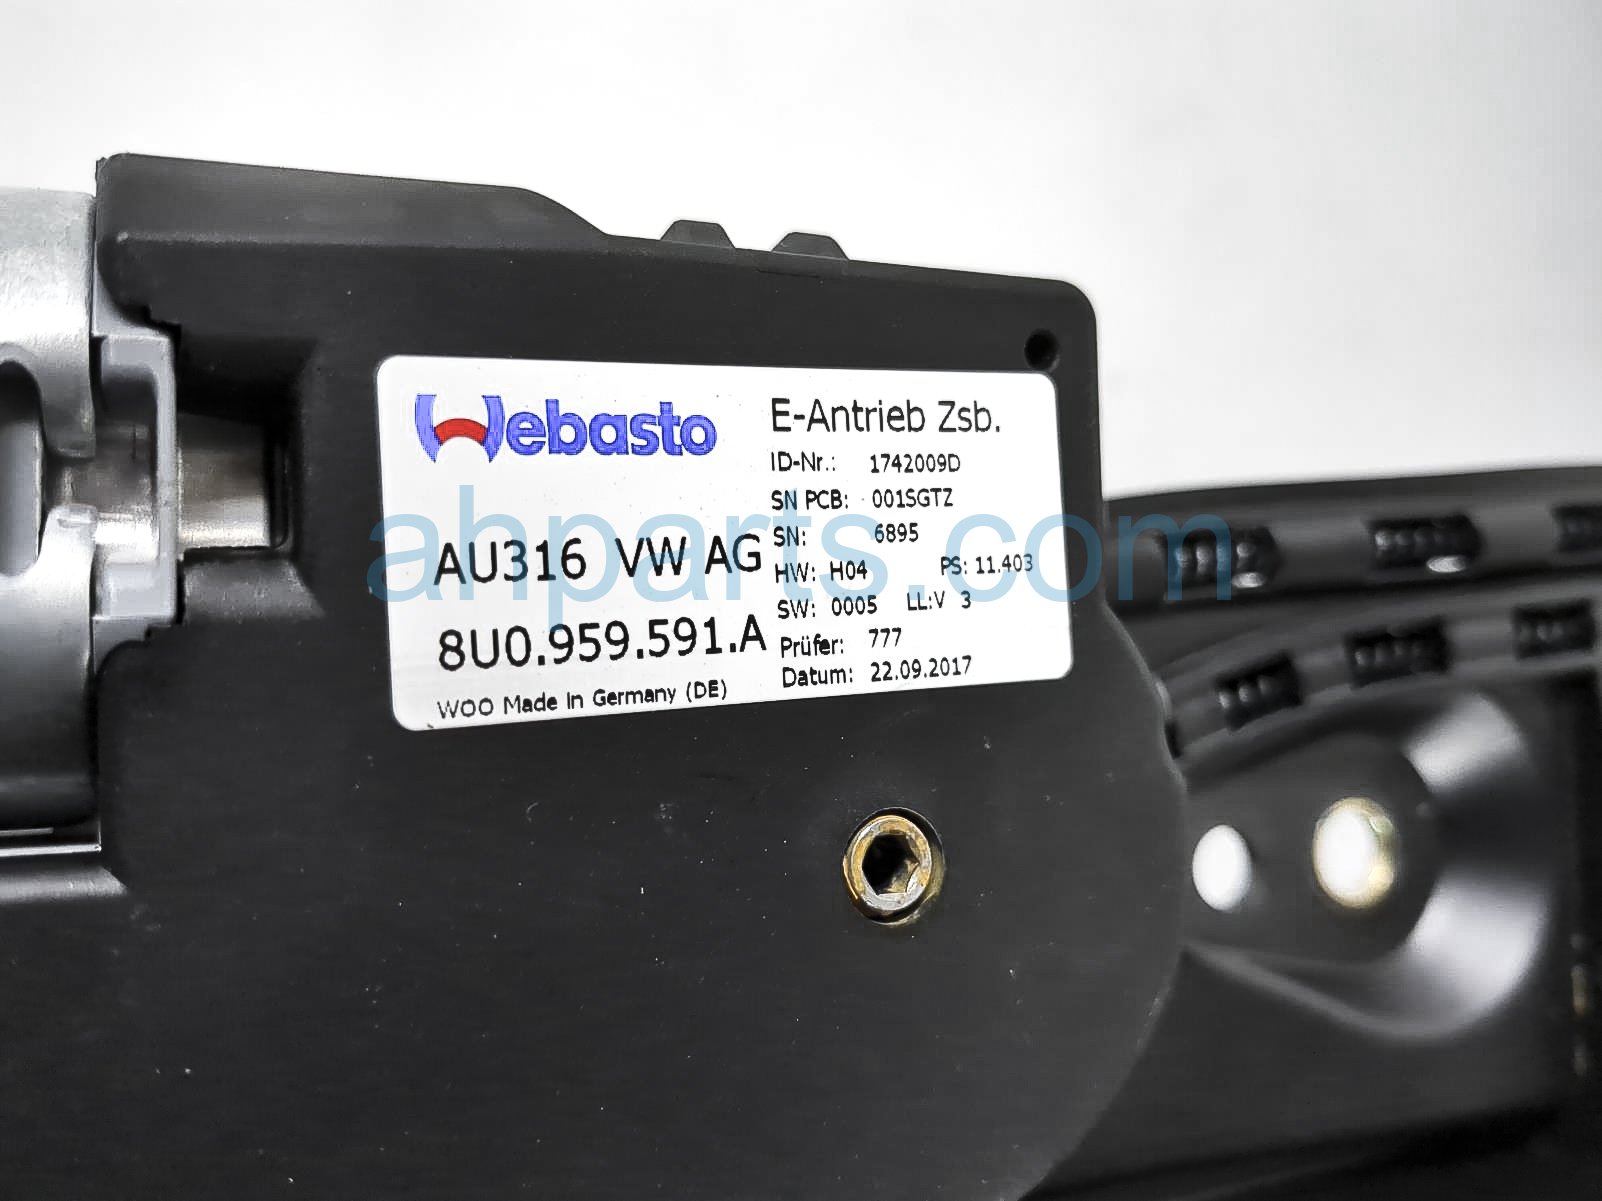 Webasto
AU316 VW AG
8U0.959.591.A
WOO Made In Germany (DE)
E-Antrieb Zsb.
ID-Nr.: 1742009D
SN PCB: 001SGTZ
SN: 6895
HW: H04 PS: 11.403
SW: 0005 LL:V 3
Prüfer: 777
Datum: 22.09.2017
ahparts.com